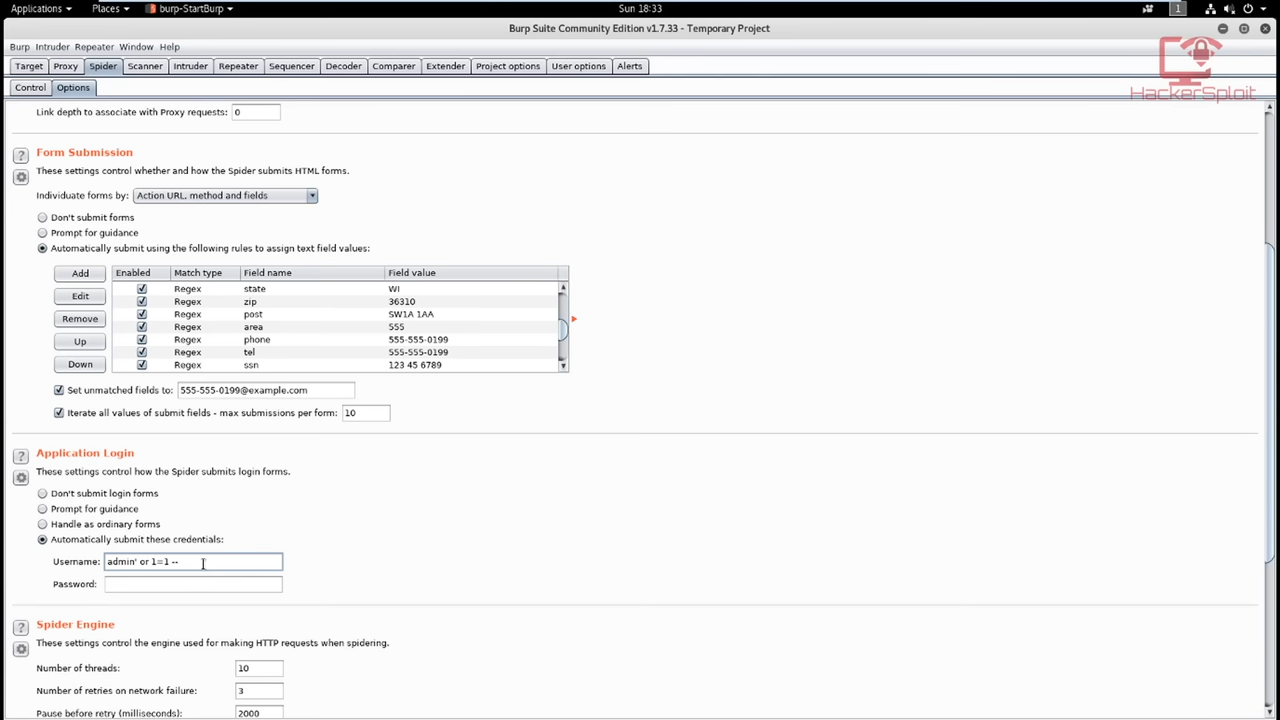 Applications Places burp-StartBurp Sun 18:33 1
Burp Suite Community Edition v1.7.33 - Temporary Project
Burp Intruder Repeater Window Help
Target Proxy Spider Scanner Intruder Repeater Sequencer Decoder Comparer Extender Project options User options Alerts
HackerSploit
Control Options
Link depth to associate with Proxy requests: 0
? Form Submission
These settings control whether and how the Spider submits HTML forms.
Individuate forms by: Action URL, method and fields
Don't submit forms
Prompt for guidance
Automatically submit using the following rules to assign text field values:
Add Enabled Match type Field name Field value
Regex state WI
Edit Regex zip 36310
Regex post SW1A 1AA
Remove Regex area 555
Up Regex phone 555-555-0199
Regex tel 555-555-0199
Down Regex ssn 123 45 6789
Set unmatched fields to: 555-555-0199@example.com
Iterate all values of submit fields - max submissions per form: 10
? Application Login
These settings control how the Spider submits login forms.
Don't submit login forms
Prompt for guidance
Handle as ordinary forms
Automatically submit these credentials:
Username: admin' or 1=1 --
Password:
? Spider Engine
These settings control the engine used for making HTTP requests when spidering.
Number of threads: 10
Number of retries on network failure: 3
Pause before retry (milliseconds): 2000